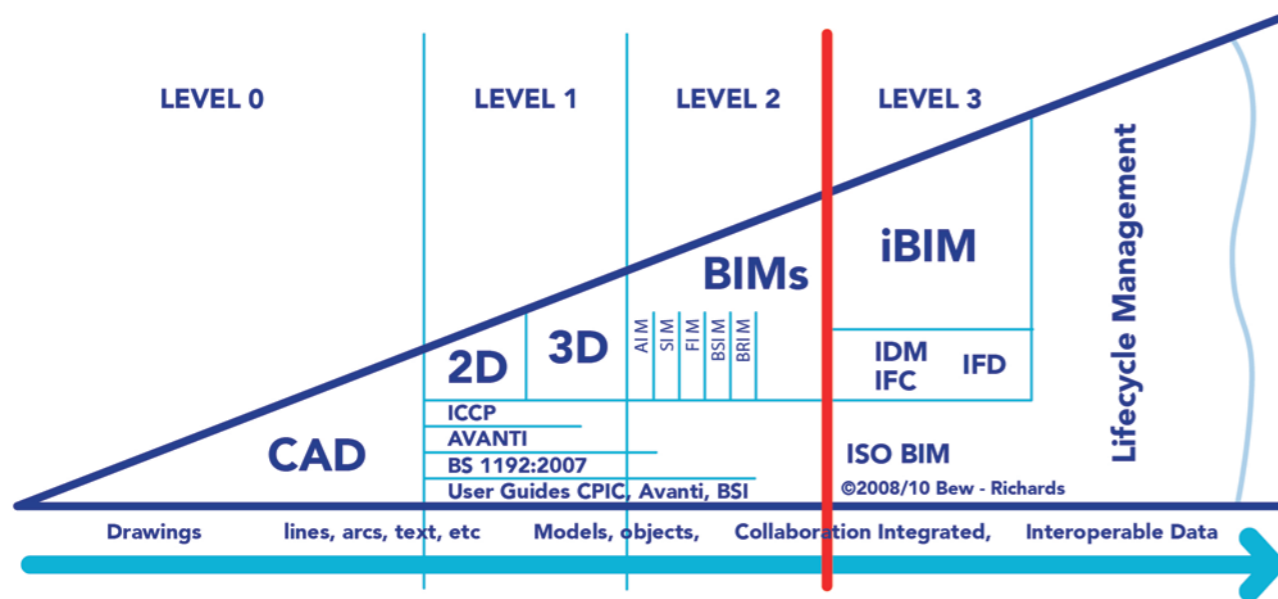 LEVEL 0
LEVEL 1
LEVEL 2
LEVEL 3
Lifecycle Management
iBIM
BIMs
AIM
SIM
FIM
BSIM
BRIM
2D
3D
IDM
IFC
IFD
CAD
ICCP
AVANTI
BS 1192:2007
User Guides CPIC, Avanti, BSI
ISO BIM
©2008/10 Bew - Richards
Drawings
lines, arcs, text, etc
Models, objects,
Collaboration Integrated,
Interoperable Data